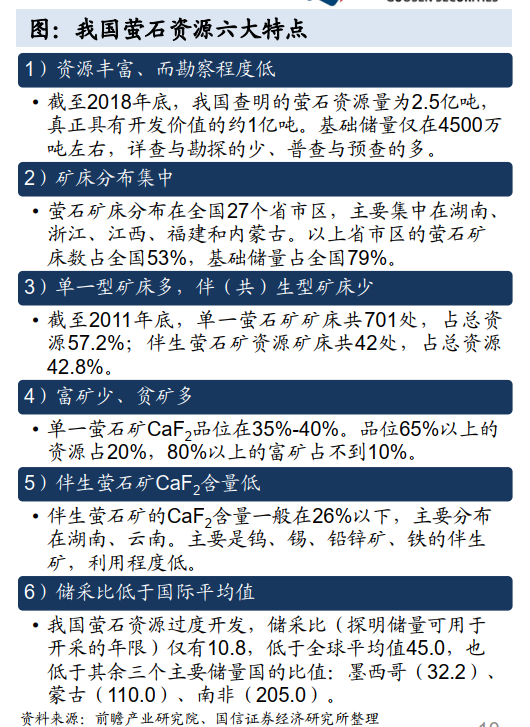 图：我国萤石资源六大特点
1）资源丰富、而勘察程度低
• 截至2018年底，我国查明的萤石资源量为2.5亿吨，
真正具有开发价值的约1亿吨。基础储量仅在4500万
吨左右，详查与勘探的少、普查与预查的多。
2）矿床分布集中
• 萤石矿床分布在全国27个省市区，主要集中在湖南、
浙江、江西、福建和内蒙古。以上省市区的萤石矿
床数占全国53%，基础储量占全国79%。
3）单一型矿床多，伴（共）生型矿床少
• 截至2011年底，单一萤石矿矿床共701处，占总资
源57.2%；伴生萤石矿资源矿床共42处，占总资源
42.8%。
4）富矿少、贫矿多
• 单一萤石矿CaF₂品位在35%-40%。品位65%以上的
资源占20%，80%以上的富矿占不到10%。
5）伴生萤石矿CaF₂含量低
• 伴生萤石矿的CaF₂含量一般在26%以下，主要分布
在湖南、云南。主要是钨、锡、铅锌矿、铁的伴生
矿，利用程度低。
6）储采比低于国际平均值
• 我国萤石资源过度开发，储采比（探明储量可用于
开采的年限）仅有10.8，低于全球平均值45.0，也
低于其余三个主要储量国的比值：墨西哥（32.2）、
蒙古（110.0）、南非（205.0）。
资料来源：前瞻产业研究院、国信证券经济研究所整理